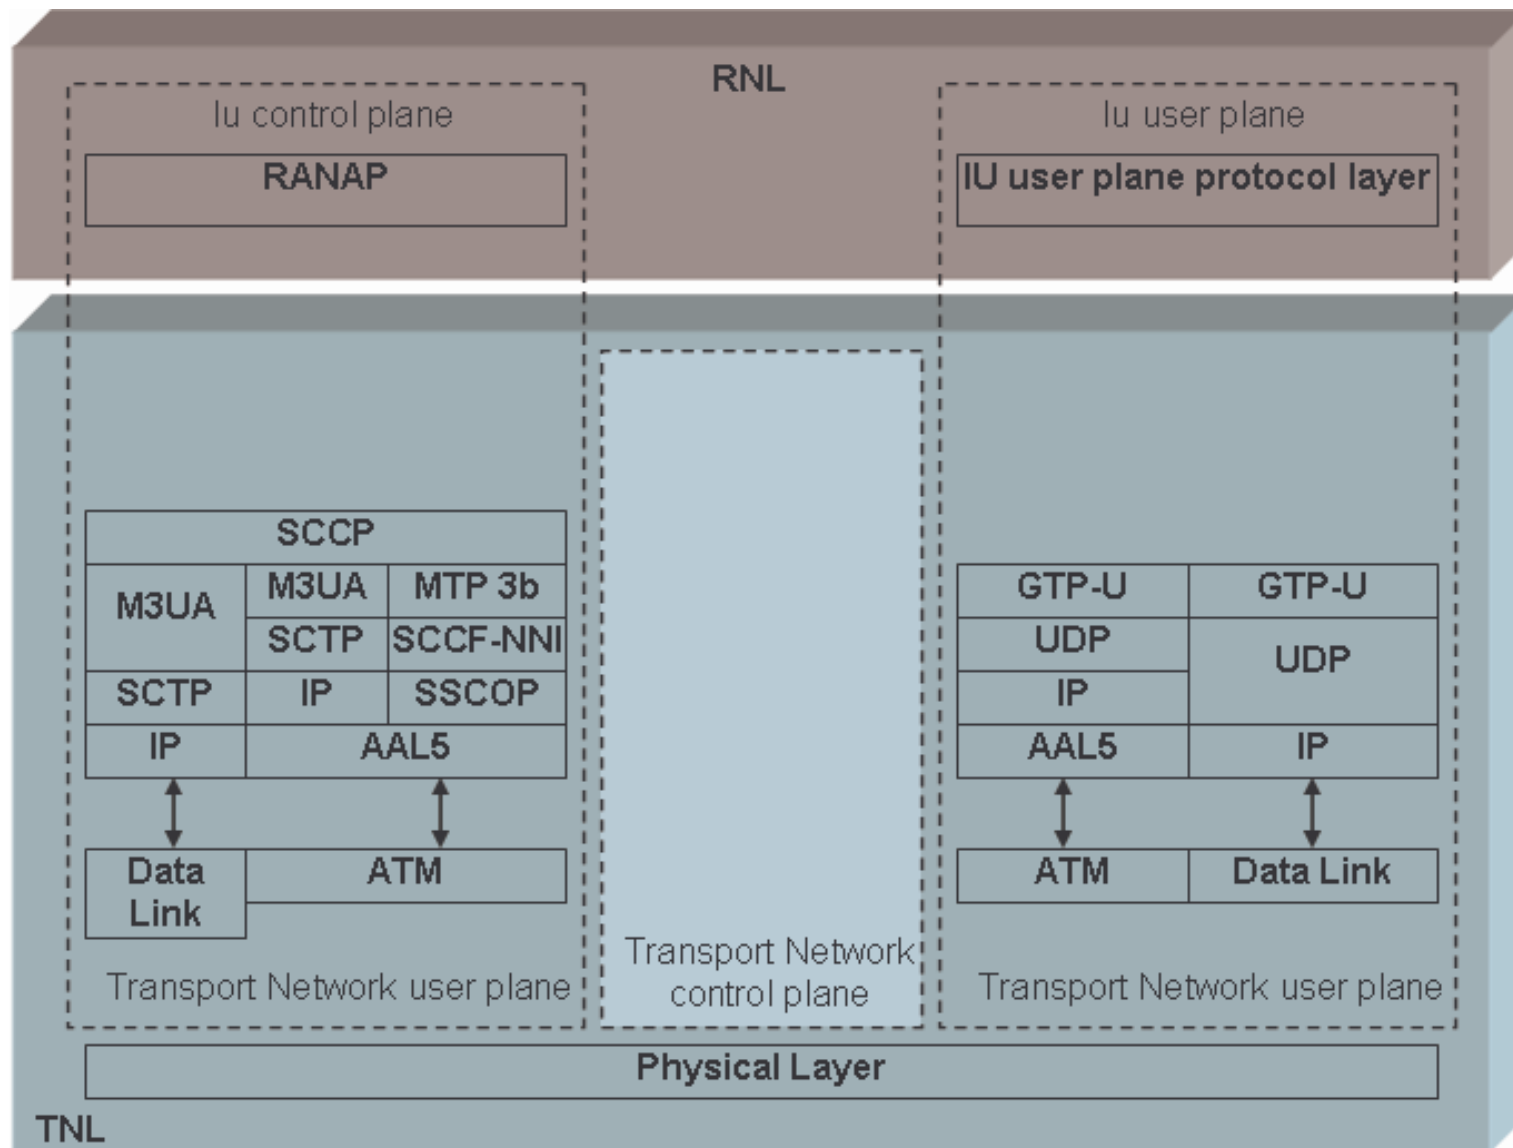 RNL
Iu control plane
Iu user plane
RANAP
IU user plane protocol layer
SCCP
M3UA
M3UA
MTP 3b
SCTP
SCCF-NNI
SCTP
IP
SSCOP
IP
AAL5
Data
Link
ATM
Transport Network user plane
Transport Network
control plane
GTP-U
GTP-U
UDP
UDP
IP
AAL5
IP
ATM
Data Link
Transport Network user plane
Physical Layer
TNL